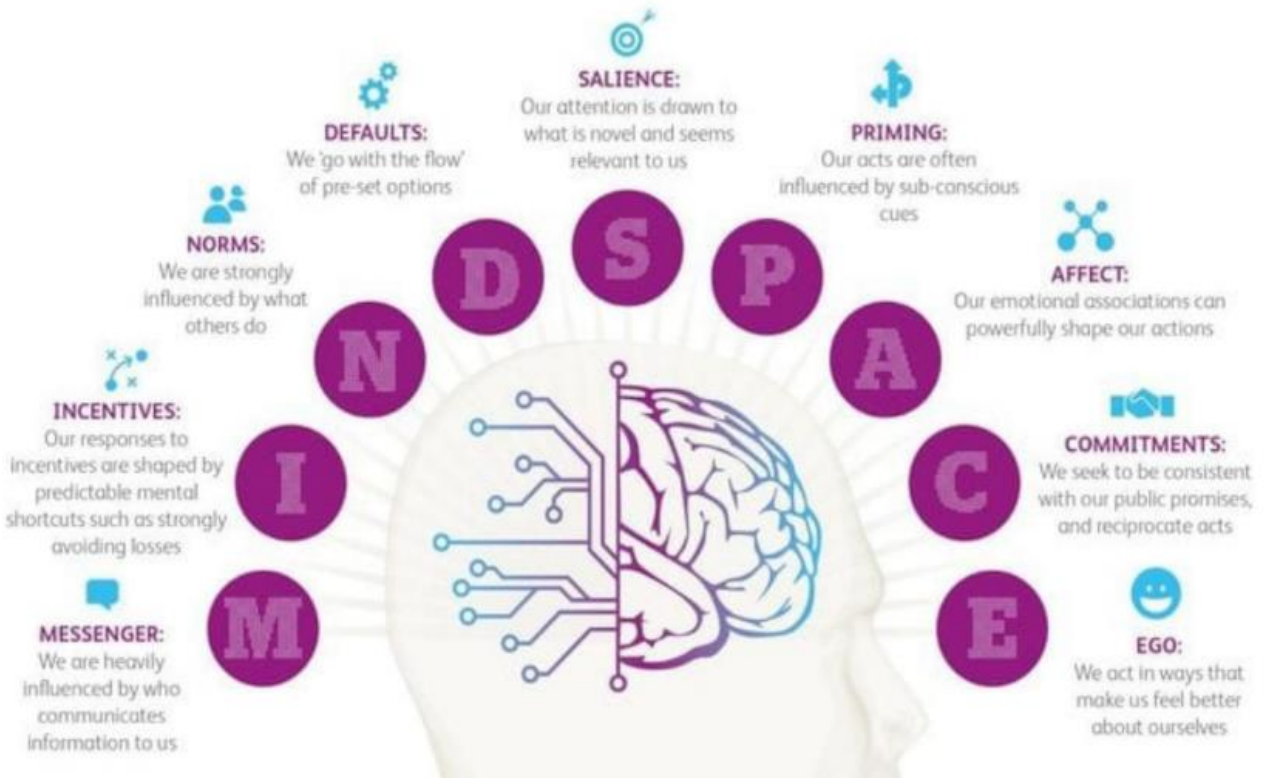 M
MESSENGER:
We are heavily
influenced by who
communicates
information to us
I
INCENTIVES:
Our responses to
incentives are shaped by
predictable mental
shortcuts such as strongly
avoiding losses
N
NORMS:
We are strongly
influenced by what
others do
D
DEFAULTS:
We 'go with the flow'
of pre-set options
S
SALIENCE:
Our attention is drawn to
what is novel and seems
relevant to us
P
PRIMING:
Our acts are often
influenced by sub-conscious
cues
A
AFFECT:
Our emotional associations can
powerfully shape our actions
C
COMMITMENTS:
We seek to be consistent
with our public promises,
and reciprocate acts
E
EGO:
We act in ways that
make us feel better
about ourselves